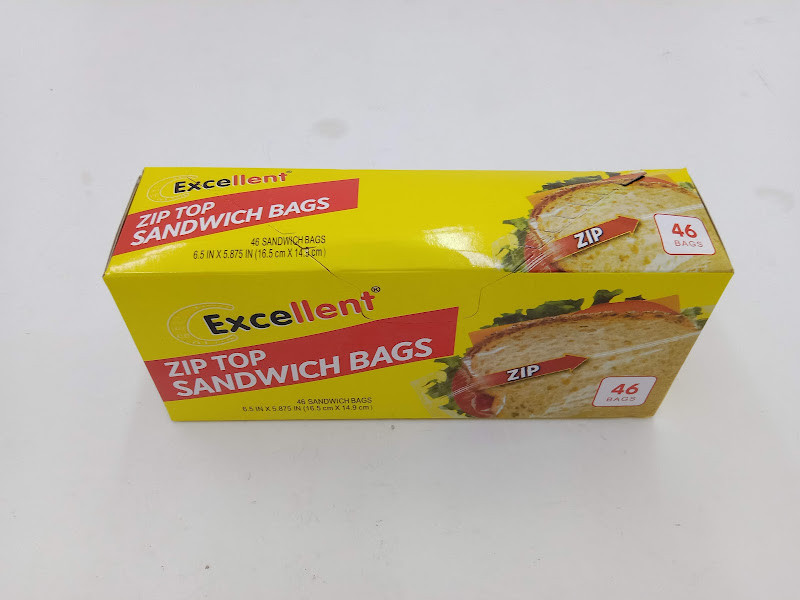 Excellent®
ZIP TOP
SANDWICH BAGS
46 SANDWICH BAGS
6.5 IN X 5.875 IN (16.5 cm X 14.9 cm)
ZIP
46
BAGS
Excellent®
ZIP TOP
SANDWICH BAGS
46 SANDWICH BAGS
6.5 IN X 5.875 IN (16.5 cm X 14.9 cm)
ZIP
46
BAGS